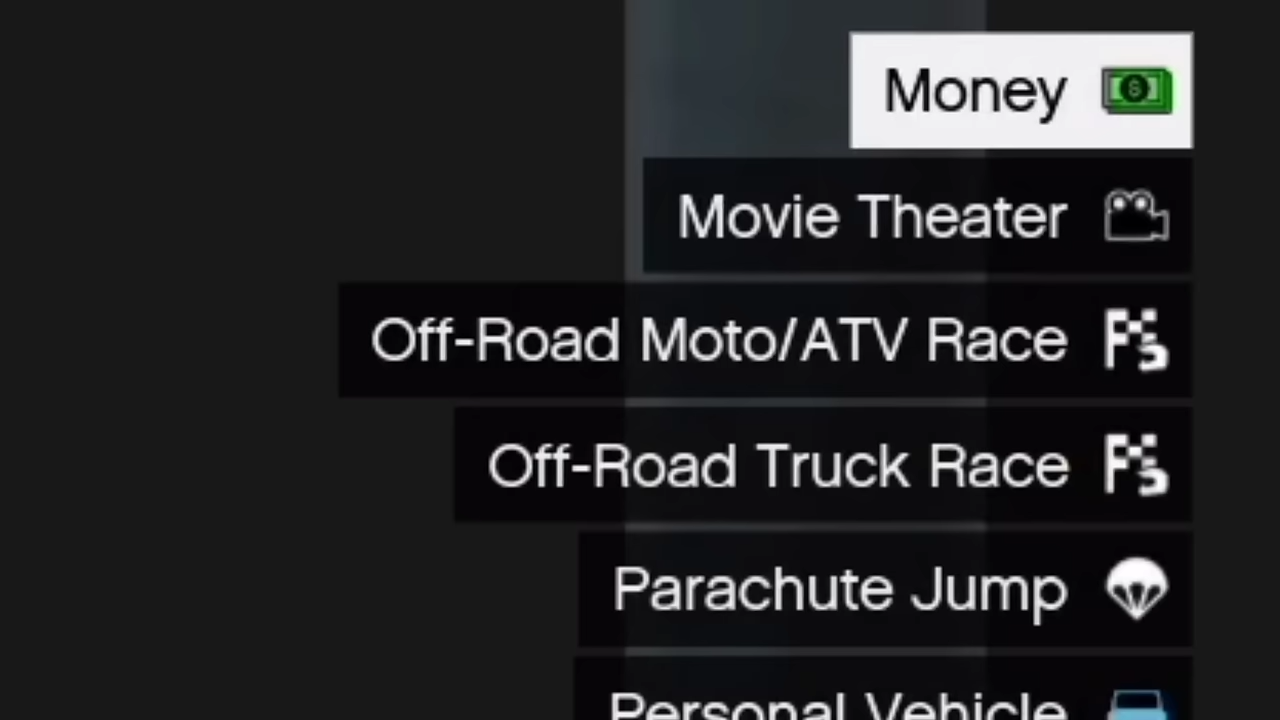 Money
Movie Theater
Off-Road Moto/ATV Race
Off-Road Truck Race
Parachute Jump
Personal Vehicle